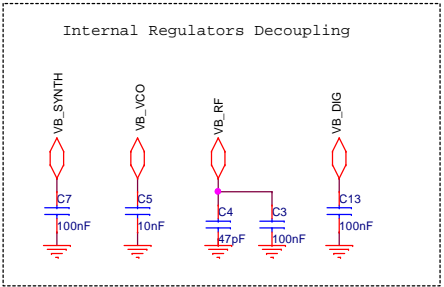 Internal Regulators Decoupling
VB_SYNTH
VB_VCO
VB_RF
VB_DIG
C7
100nF
C5
10nF
C4
47pF
C3
100nF
C13
100nF